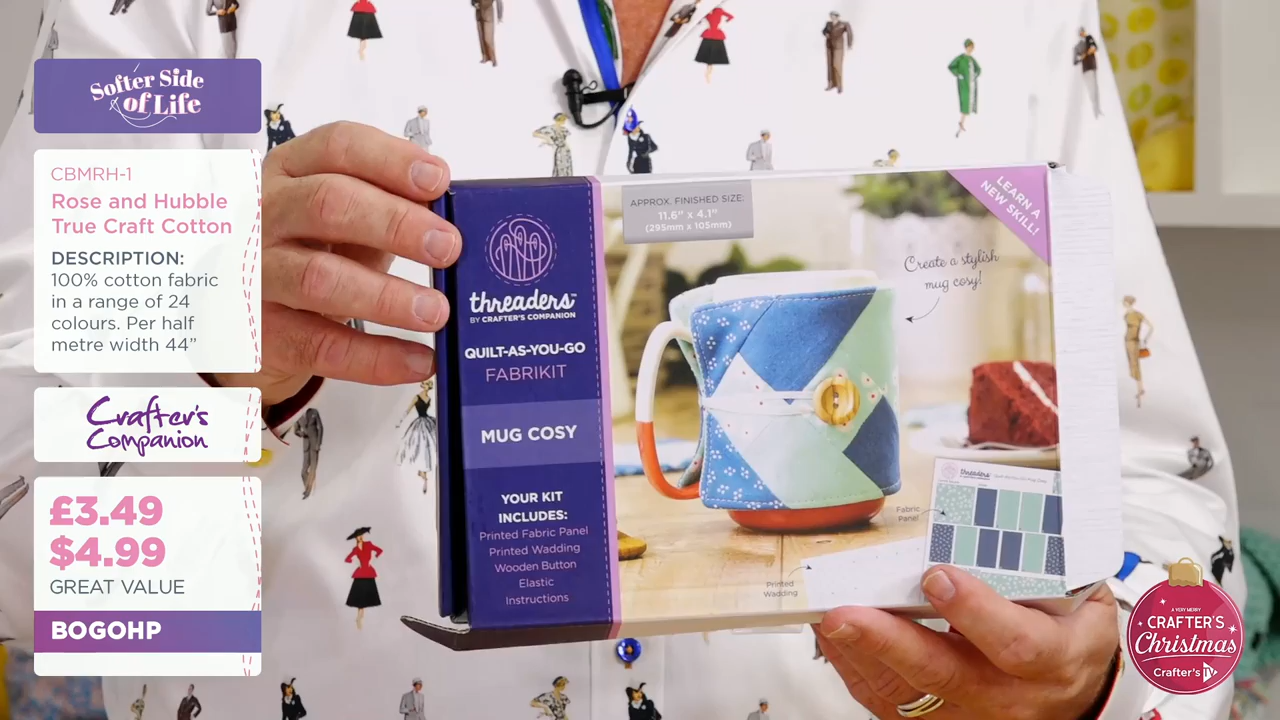 Softer Side
of Life
CBMRH-1
Rose and Hubble
True Craft Cotton
DESCRIPTION:
100% cotton fabric
in a range of 24
colours. Per half
metre width 44”
Crafter's
Companion
£3.49
$4.99
GREAT VALUE
BOGOHP
threaders™
BY CRAFTER'S COMPANION
QUILT-AS-YOU-GO
FABRIKIT
MUG COSY
YOUR KIT
INCLUDES:
Printed Fabric Panel
Printed Wadding
Wooden Button
Elastic
Instructions
APPROX. FINISHED SIZE:
11.6" x 4.1"
(295mm x 105mm)
LEARN A
NEW SKILL!
Create a stylish
mug cosy!
threaders
Fabric
Panel
Printed
Wadding
A VERY MERRY
CRAFTER'S
Christmas
Crafter's TV